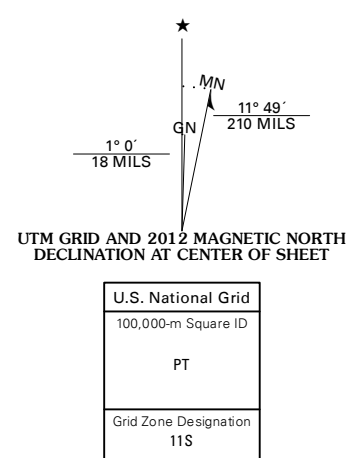 ★
MN
11° 49´
210 MILS
GN
1° 0´
18 MILS
UTM GRID AND 2012 MAGNETIC NORTH
DECLINATION AT CENTER OF SHEET
U.S. National Grid
100,000-m Square ID
PT
Grid Zone Designation
11S